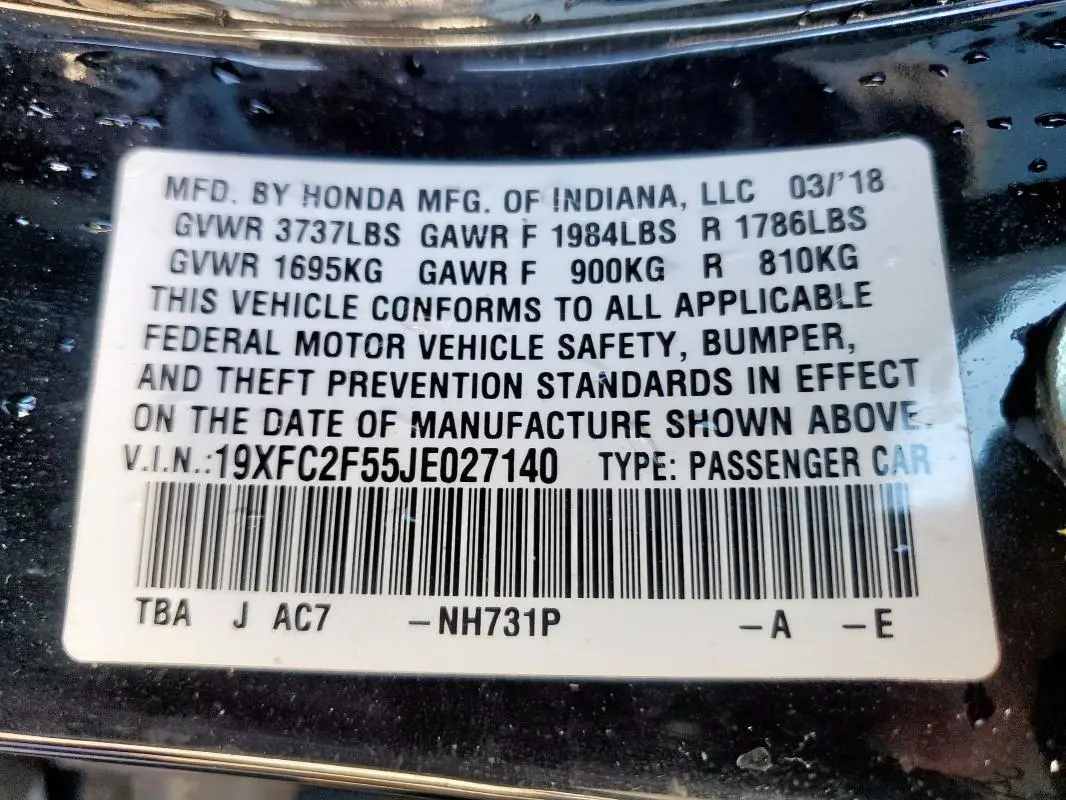 MFD. BY HONDA MFG. OF INDIANA, LLC 03/'18
GVWR 3737LBS GAWR F 1984LBS R 1786LBS
GVWR 1695KG GAWR F 900KG R 810KG
THIS VEHICLE CONFORMS TO ALL APPLICABLE
FEDERAL MOTOR VEHICLE SAFETY, BUMPER,
AND THEFT PREVENTION STANDARDS IN EFFECT
ON THE DATE OF MANUFACTURE SHOWN ABOVE.
V.I.N.:19XFC2F55JE027140 TYPE: PASSENGER CAR
TBA J AC7 –NH731P –A –E